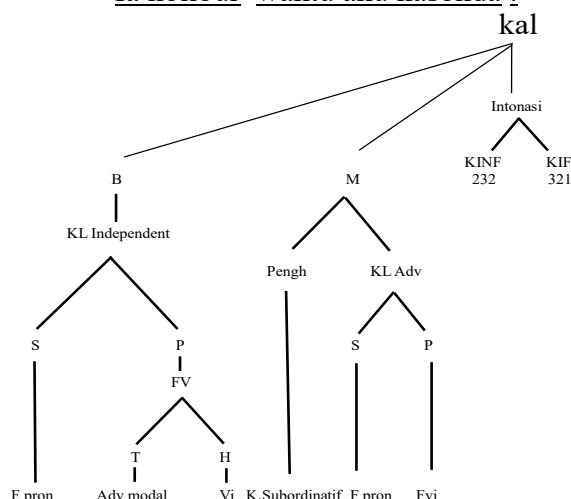 kal
Intonasi
KINF KIF
232 321
B M
KL Independent
Pengh KL Adv
S P S P
FV
T H
F pron Adv modal Vi K.Subordinatif F pron Fvi